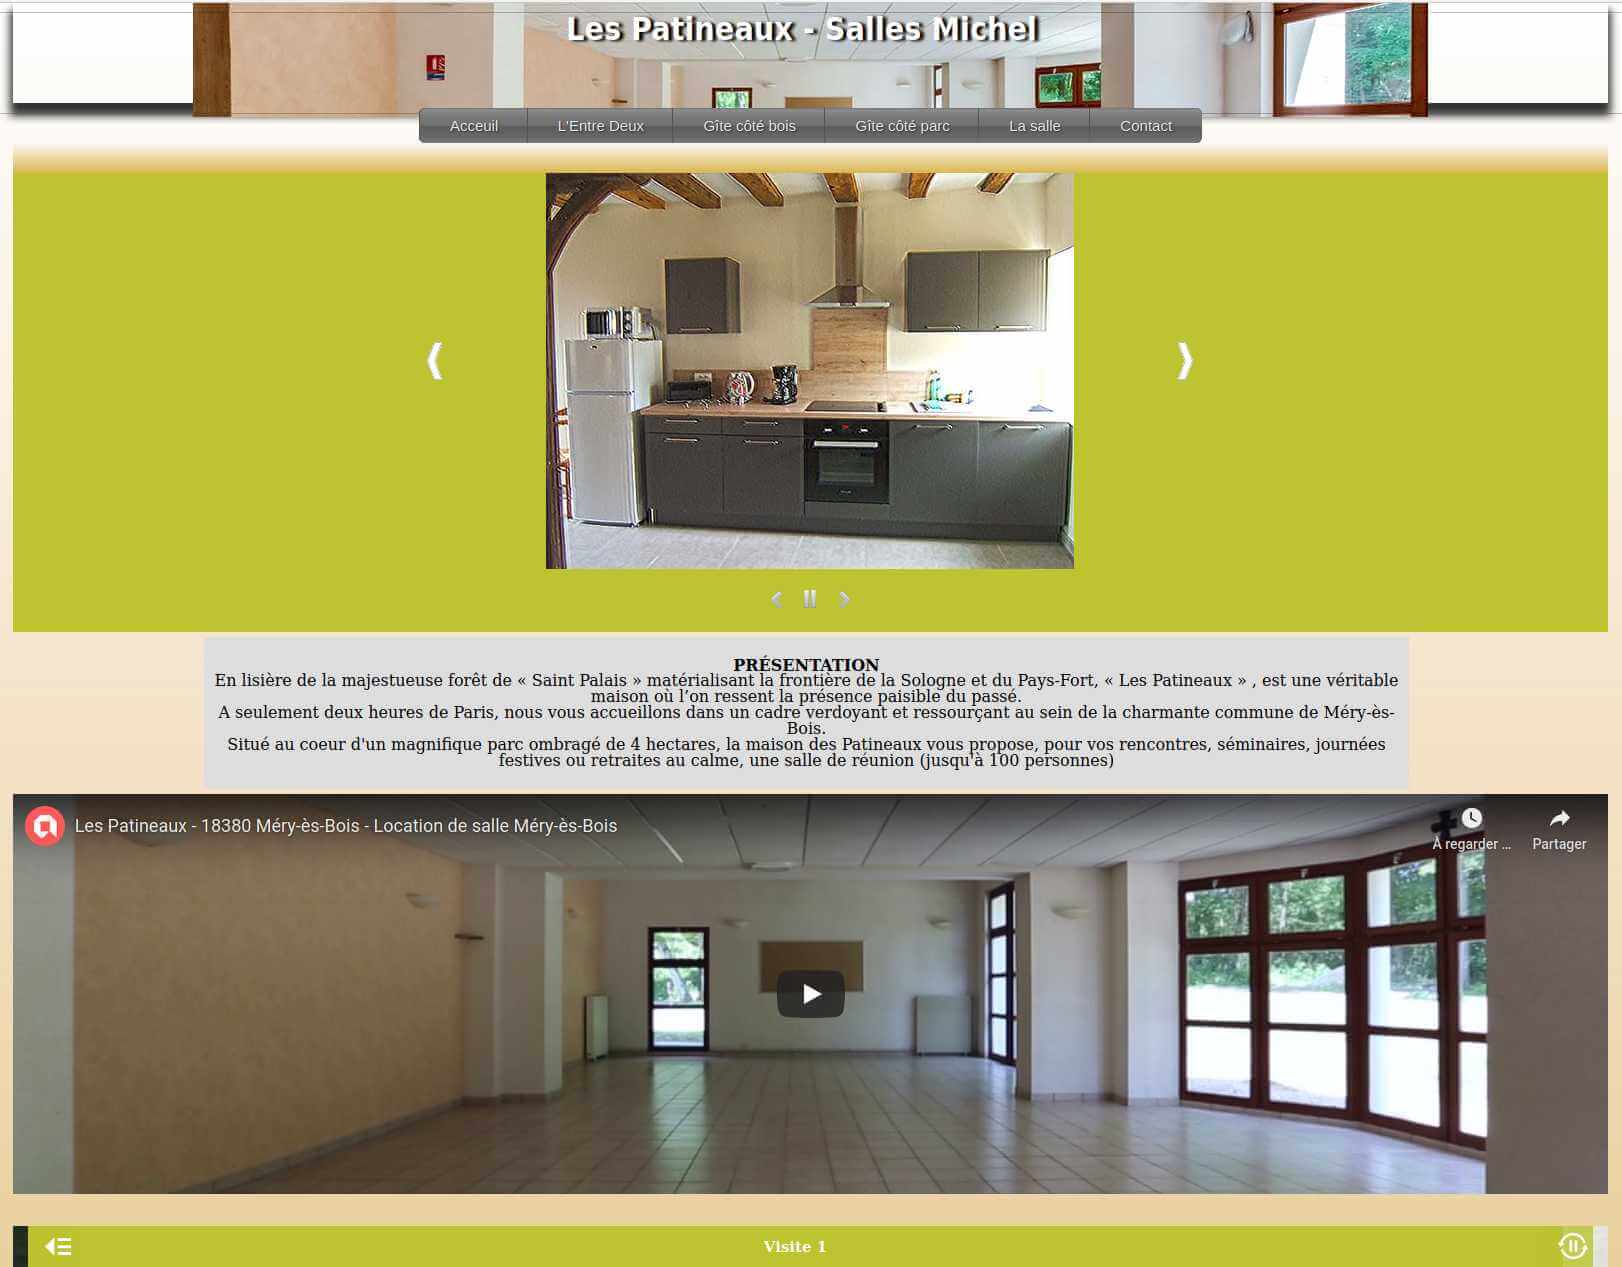 Les Patineaux - Salles Michel
Acceuil
L'Entre Deux
Gîte côté bois
Gîte côté parc
La salle
Contact
PRÉSENTATION
En lisière de la majestueuse forêt de « Saint Palais » matérialisant la frontière de la Sologne et du Pays-Fort, « Les Patineaux » , est une véritable
maison où l’on ressent la présence paisible du passé.
A seulement deux heures de Paris, nous vous accueillons dans un cadre verdoyant et ressourçant au sein de la charmante commune de Méry-ès-
Bois.
Situé au coeur d'un magnifique parc ombragé de 4 hectares, la maison des Patineaux vous propose, pour vos rencontres, séminaires, journées
festives ou retraites au calme, une salle de réunion (jusqu'à 100 personnes)
Les Patineaux - 18380 Méry-ès-Bois - Location de salle Méry-ès-Bois
À regarder ...
Partager
Visite 1